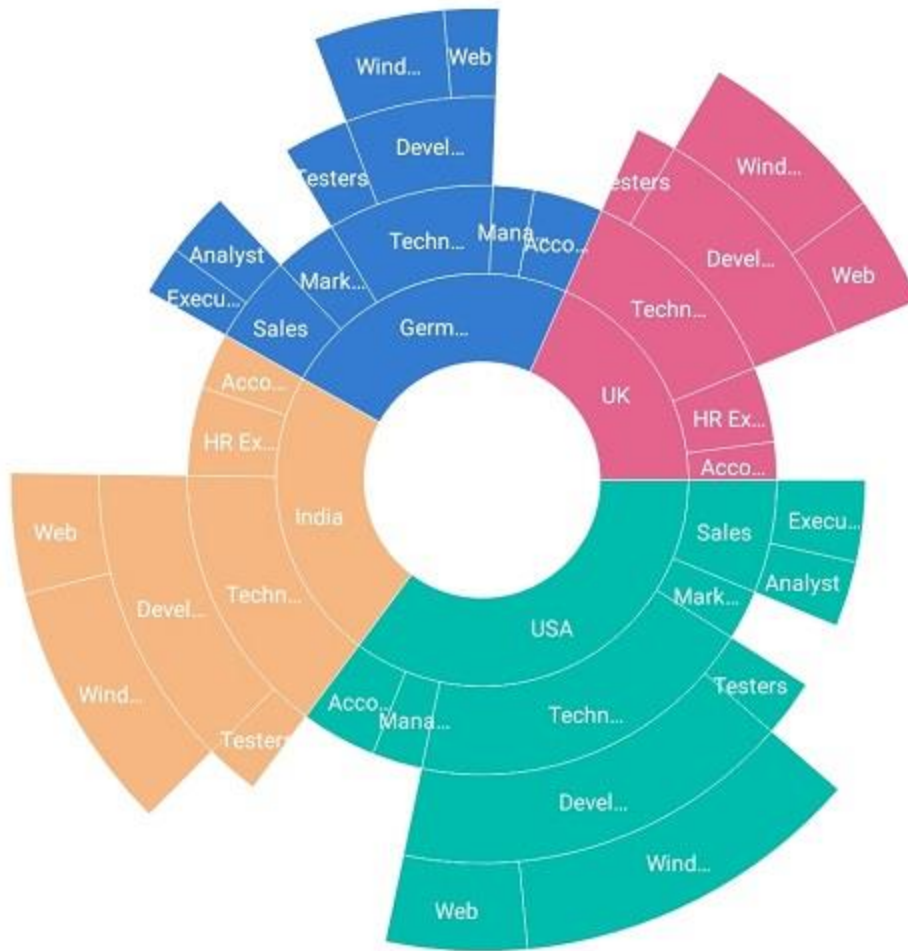 Wind...
Web
Devel...
Testers
Wind...
esters
Analyst
Mark...
Techn...
Mana...
Acco...
Devel...
Web
Execu...
Sales
Germ...
Techn...
Acco...
UK
HR Ex...
HR Ex...
Acco...
India
Web
Sales
Execu...
Techn...
Mark...
Analyst
Devel...
USA
Wind...
Acco...
Mana...
Techn...
Testers
Testers
Devel...
Wind...
Web